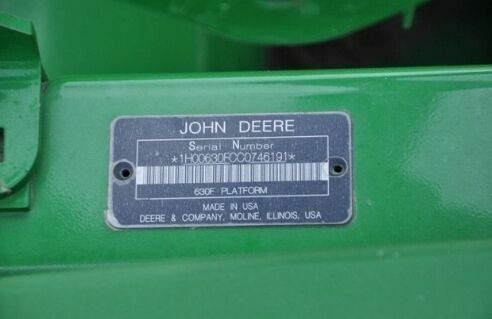 JOHN DEERE
Serial Number
*1H00630FCC0746191*
630F PLATFORM
MADE IN USA
DEERE & COMPANY, MOLINE, ILLINOIS, USA